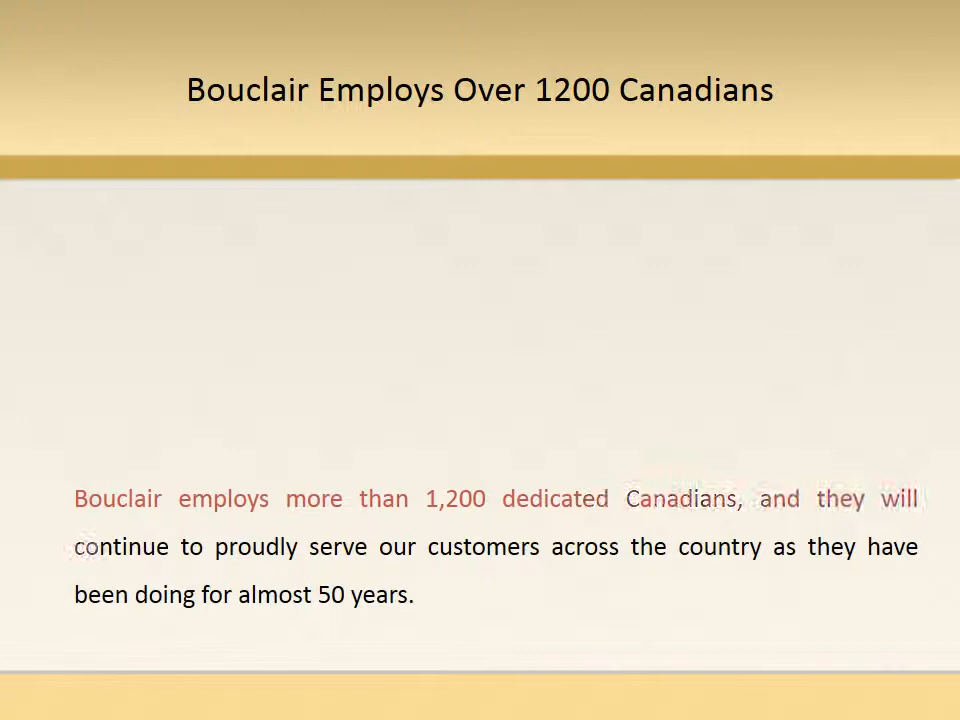 Bouclair Employs Over 1200 Canadians
Bouclair employs more than 1,200 dedicated Canadians, and they will
continue to proudly serve our customers across the country as they have
been doing for almost 50 years.